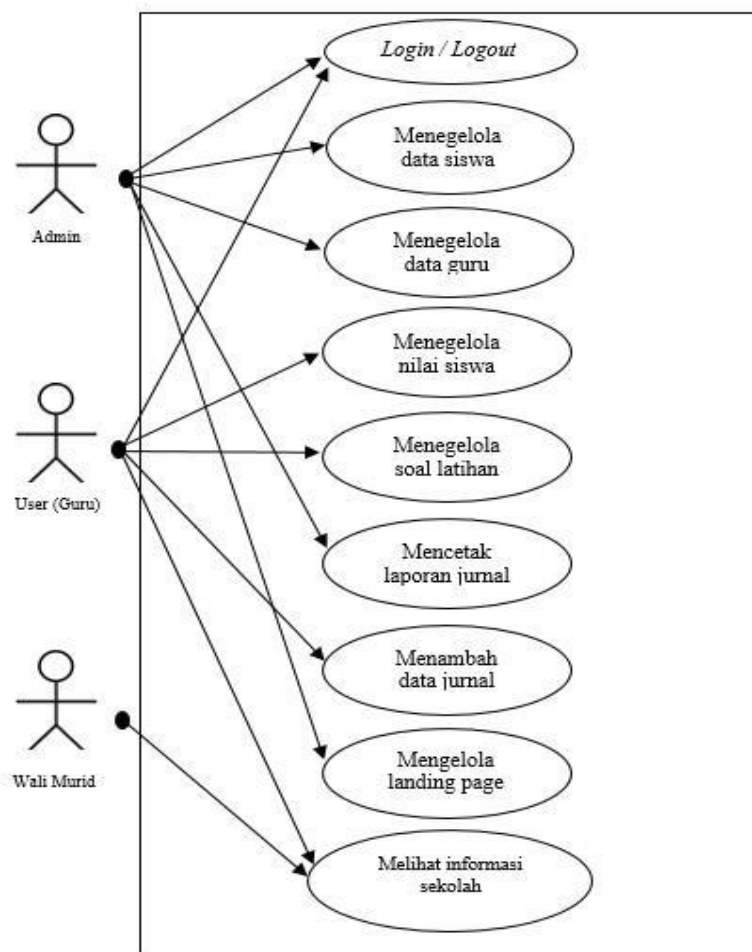 Login / Logout
Menegelola
data siswa
Admin
Menegelola
data guru
Menegelola
nilai siswa
User (Guru)
Menegelola
soal latihan
Mencetak
laporan jurnal
Menambah
data jurnal
Wali Murid
Mengelola
landing page
Melihat informasi
sekolah